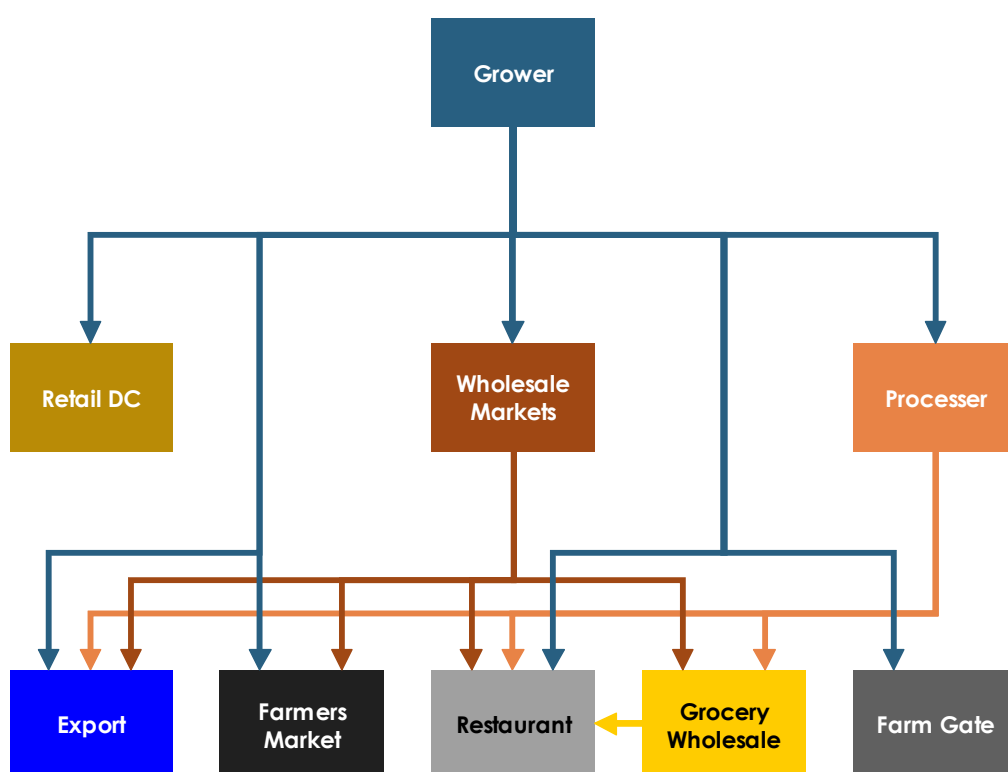 Grower
Retail DC
Wholesale
Markets
Processer
Export
Farmers
Market
Restaurant
Grocery
Wholesale
Farm Gate